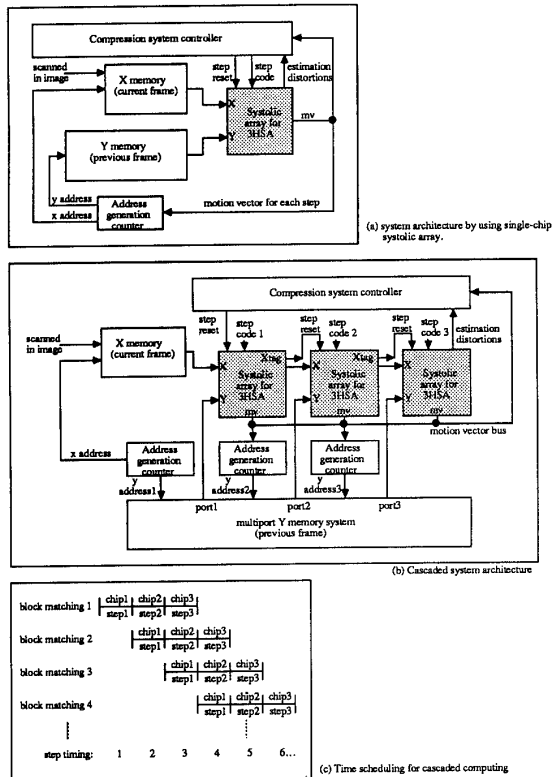 Compression system controller
scanned
in image
X memory
(current frame)
step
reset
step
code
estimation
distortions
X
Y
Systolic
array for
3HSA
mv
Y memory
(previous frame)
y address
x address
Address
generation
counter
motion vector for each step
(a) system architecture by using single-chip
systolic array.
Compression system controller
scanned
in image
X memory
(current frame)
step
reset
step
code 1
step
reset
step
code 2
step
reset
step
code 3
estimation
distortions
X
Y
Xtag
Systolic
array for
3HSA
mv
X
Y
Xtag
Systolic
array for
3HSA
mv
X
Y
Systolic
array for
3HSA
mv
motion vector bus
x address
Address
generation
counter
Address
generation
counter
Address
generation
counter
y
address1
y
address2
y
address3
port1
port2
port3
multiport Y memory system
(previous frame)
(b) Cascaded system architecture
block matching 1
chip1 chip2 chip3
step1 step2 step3
block matching 2
chip1 chip2 chip3
step1 step2 step3
block matching 3
chip1 chip2 chip3
step1 step2 step3
block matching 4
chip1 chip2 chip3
step1 step2 step3
step timing: 1 2 3 4 5 6...
(c) Time scheduling for cascaded computing